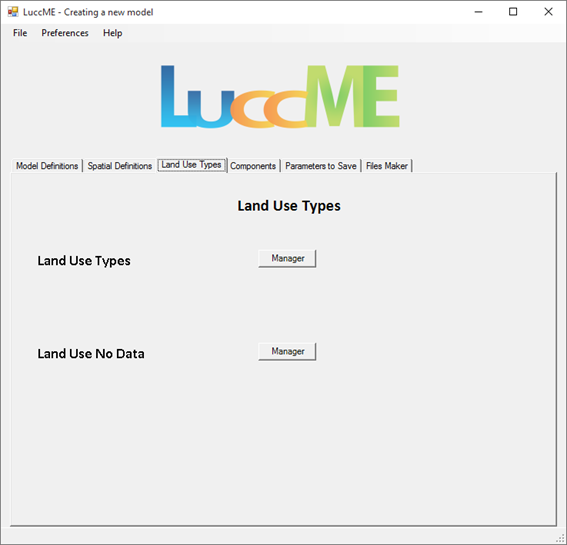 LuccME - Creating a new model
File Preferences Help
LuccME
Model Definitions Spatial Definitions Land Use Types Components Parameters to Save Files Maker
Land Use Types
Land Use Types Manager
Land Use No Data Manager